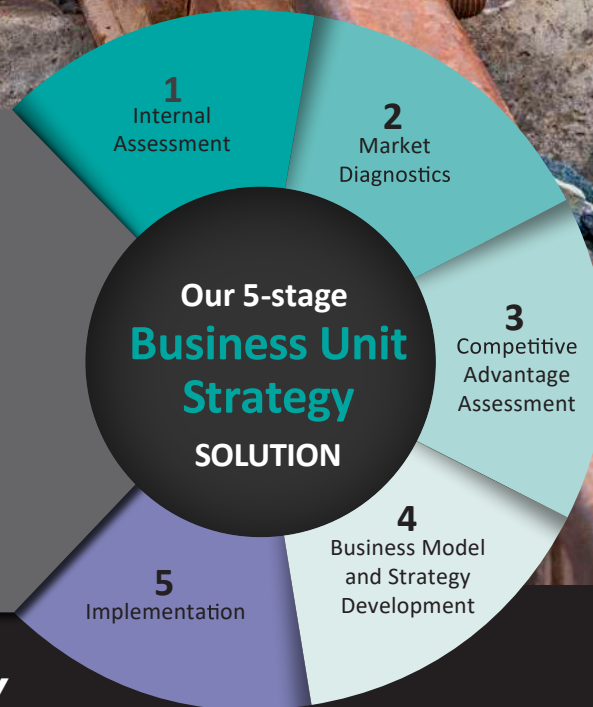 1
Internal
Assessment
2
Market
Diagnostics
3
Competitive
Advantage
Assessment
4
Business Model
and Strategy
Development
5
Implementation
Our 5-stage
Business Unit
Strategy
SOLUTION